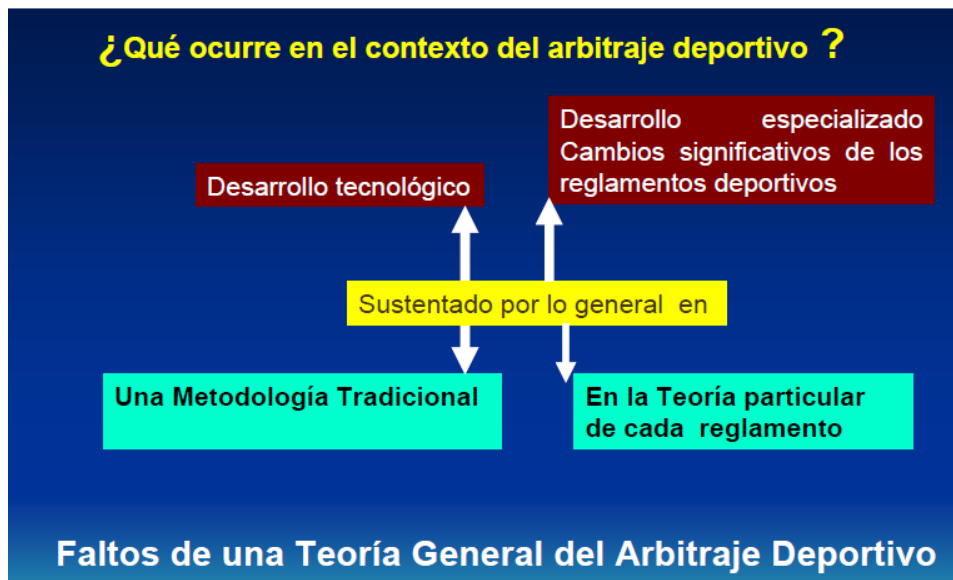 ¿Qué ocurre en el contexto del arbitraje deportivo ?
Desarrollo tecnológico
Desarrollo especializado
Cambios significativos de los
reglamentos deportivos
Sustentado por lo general en
Una Metodología Tradicional
En la Teoría particular
de cada reglamento
Faltos de una Teoría General del Arbitraje Deportivo